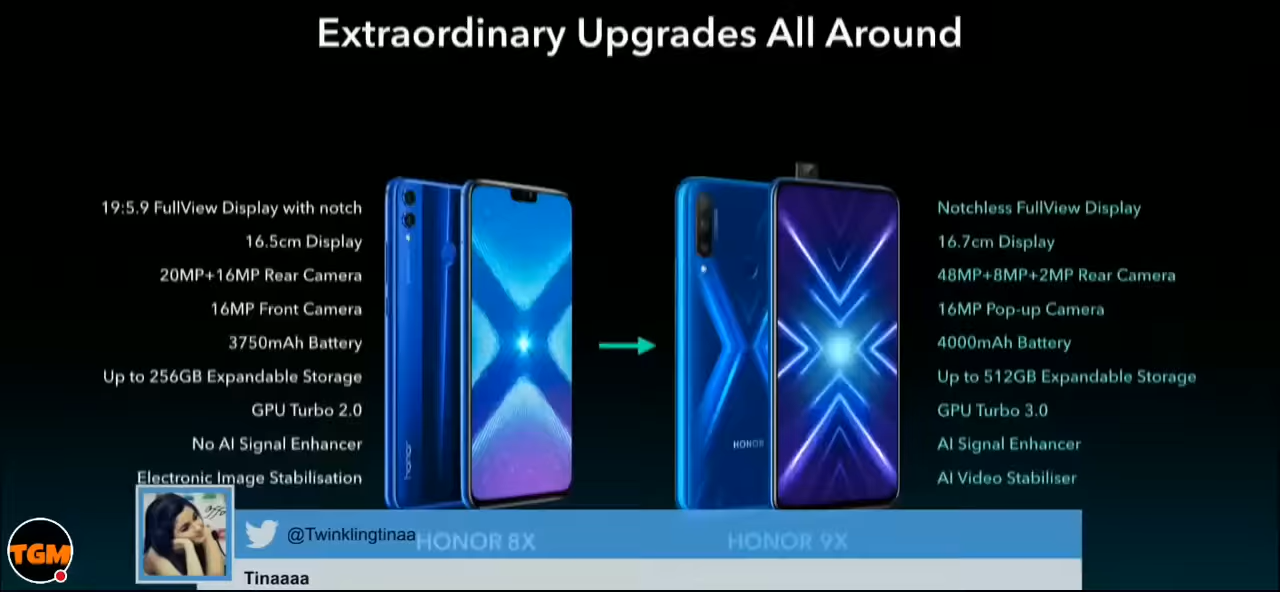 Extraordinary Upgrades All Around
19:5.9 FullView Display with notch
16.5cm Display
20MP+16MP Rear Camera
16MP Front Camera
3750mAh Battery
Up to 256GB Expandable Storage
GPU Turbo 2.0
No AI Signal Enhancer
Electronic Image Stabilisation
honor
HONOR
Notchless FullView Display
16.7cm Display
48MP+8MP+2MP Rear Camera
16MP Pop-up Camera
4000mAh Battery
Up to 512GB Expandable Storage
GPU Turbo 3.0
AI Signal Enhancer
AI Video Stabiliser
HONOR 8X
HONOR 9X
TGM
@Twinklingtinaa
Tinaaaa